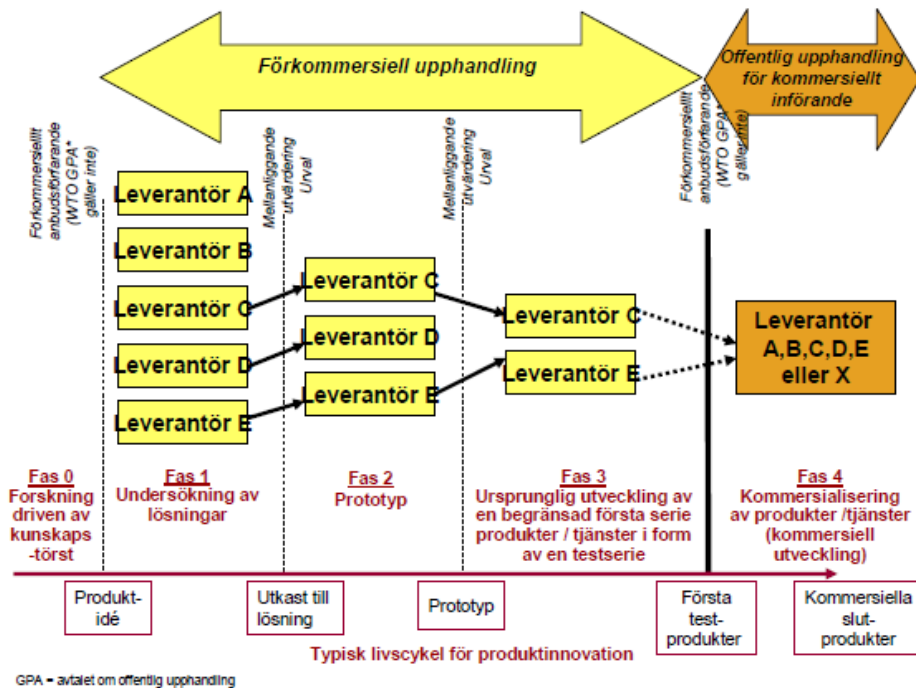 Förkommersiell upphandling
Offentlig upphandling
för kommersiellt
införande
Förkommersiellt
anbudsförfarande
(WTO GPA*
gäller inte)
Mellanliggande
utvärdering
Urval
Mellanliggande
utvärdering
Urval
Förkommersiellt
anbudsförfarande
(WTO GPA*
gäller inte)
Leverantör A
Leverantör B
Leverantör C
Leverantör D
Leverantör E
Leverantör C
Leverantör D
Leverantör E
Leverantör C
Leverantör E
Leverantör
A,B,C,D,E
eller X
Fas 0
Forskning
driven av
kunskaps
-törst
Fas 1
Undersökning av
lösningar
Fas 2
Prototyp
Fas 3
Ursprunglig utveckling av
en begränsad första serie
produkter / tjänster i form
av en testserie
Fas 4
Kommersialisering
av produkter /tjänster
(kommersiell
utveckling)
Produkt-
idé
Utkast till
lösning
Prototyp
Första
test-
produkter
Kommersiella
slut-
produkter
Typisk livscykel för produktinnovation
GPA = avtalet om offentlig upphandling